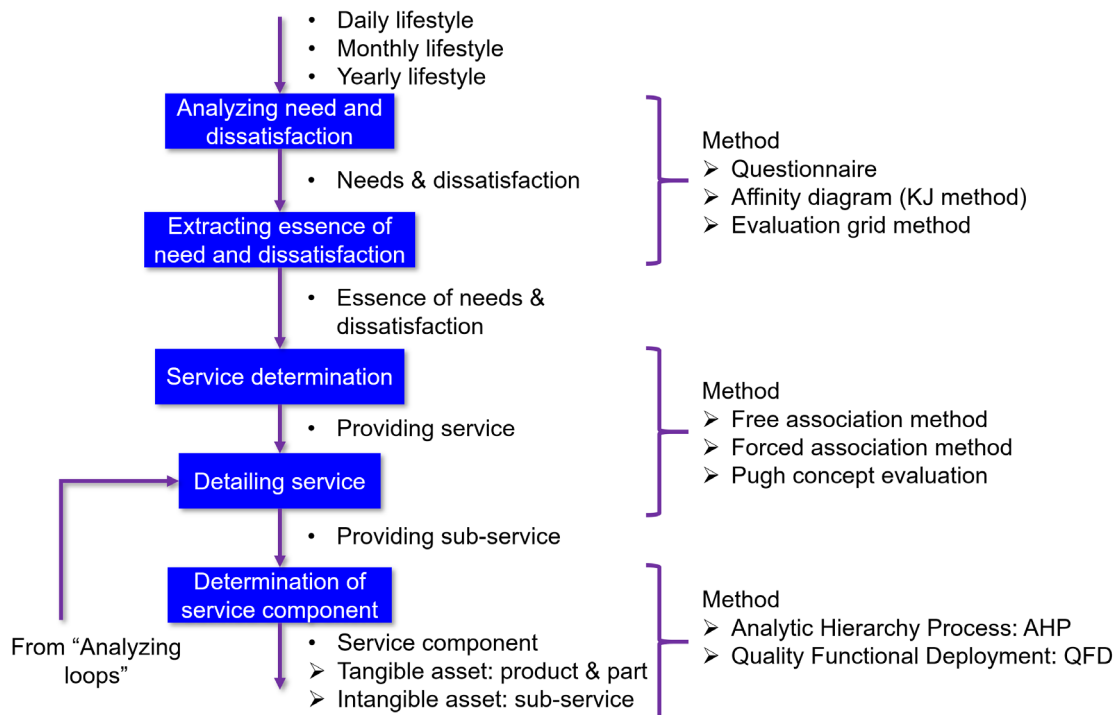 • Daily lifestyle
• Monthly lifestyle
• Yearly lifestyle
Analyzing need and
dissatisfaction
• Needs & dissatisfaction
Extracting essence of
need and dissatisfaction
Method
➢ Questionnaire
➢ Affinity diagram (KJ method)
➢ Evaluation grid method
• Essence of needs &
dissatisfaction
Service determination
• Providing service
Detailing service
Method
➢ Free association method
➢ Forced association method
➢ Pugh concept evaluation
• Providing sub-service
Determination of
service component
From “Analyzing
loops”
• Service component
➢ Tangible asset: product & part
➢ Intangible asset: sub-service
Method
➢ Analytic Hierarchy Process: AHP
➢ Quality Functional Deployment: QFD